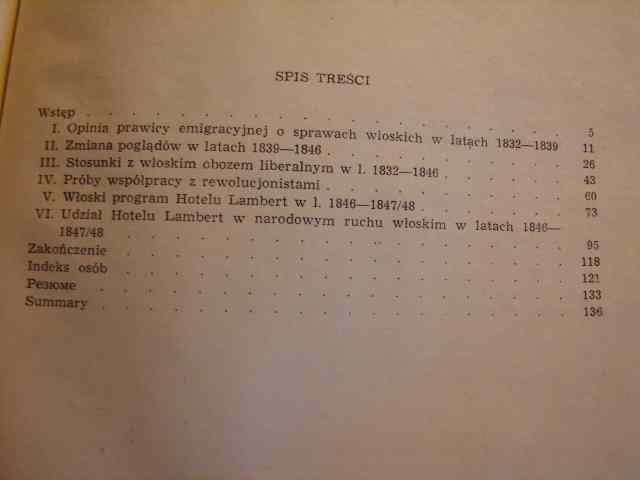 SPIS TREŚCI
Wstęp . . . . . . . . . . . . . . . . . . . 5
I. Opinia prawicy emigracyjnej o sprawach włoskich w latach 1832—1839 11
II. Zmiana poglądów w latach 1839—1846 . . . . . . . . . . . 26
III. Stosunki z włoskim obozem liberalnym w l. 1832—1846 . . . . . 43
IV. Próby współpracy z rewolucjonistami . . . . . . . . . . . 60
V. Włoski program Hotelu Lambert w l. 1846—1847/48 . . . . . . 73
VI. Udział Hotelu Lambert w narodowym ruchu włoskim w latach 1846—
1847/48 . . . . . . . . . . . . . . . . . . 95
Zakończenie . . . . . . . . . . . . . . . . . 118
Indeks osób . . . . . . . . . . . . . . . . . 121
Резюме . . . . . . . . . . . . . . . . . . 133
Summary . . . . . . . . . . . . . . . . . . 136